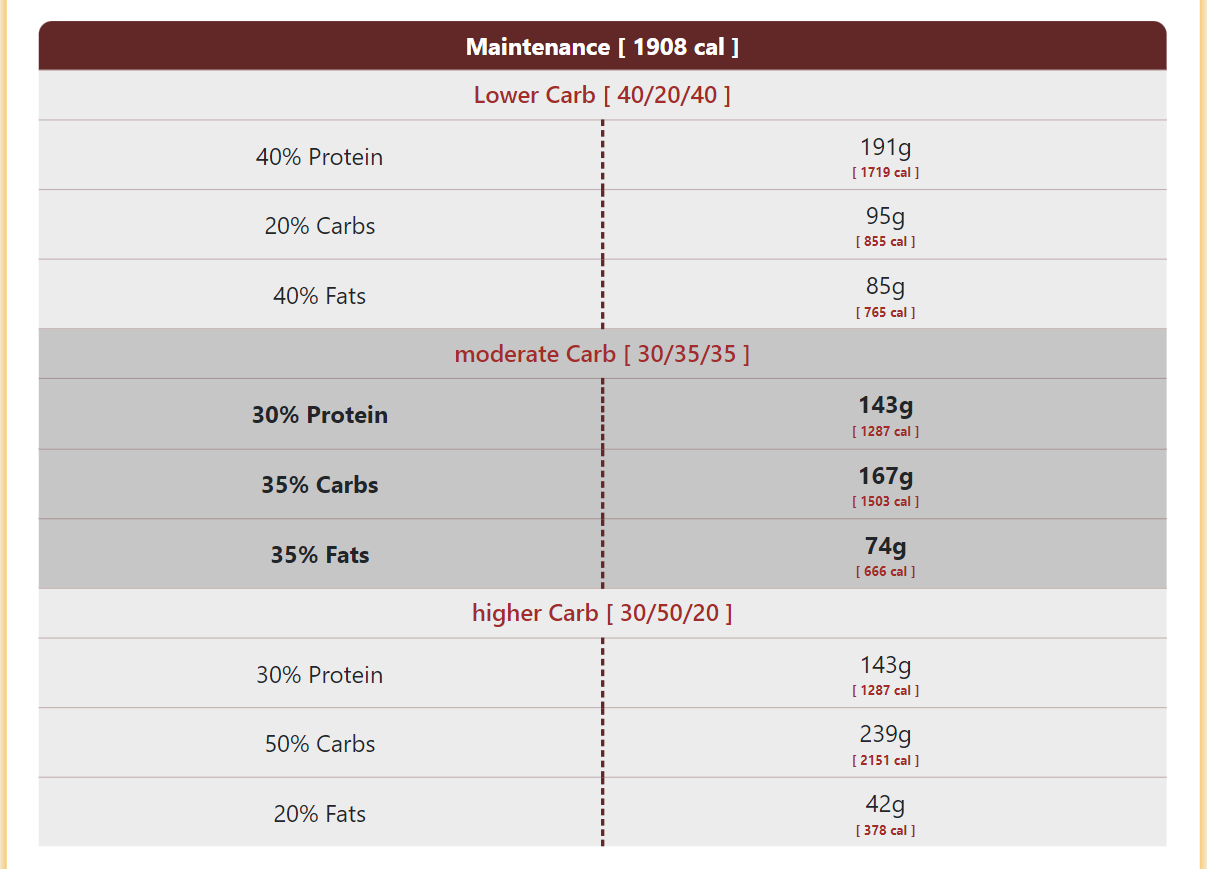 Maintenance [ 1908 cal ]
Lower Carb [ 40/20/40 ]
40% Protein
191g
[ 1719 cal ]
20% Carbs
95g
[ 855 cal ]
40% Fats
85g
[ 765 cal ]
moderate Carb [ 30/35/35 ]
30% Protein
143g
[ 1287 cal ]
35% Carbs
167g
[ 1503 cal ]
35% Fats
74g
[ 666 cal ]
higher Carb [ 30/50/20 ]
30% Protein
143g
[ 1287 cal ]
50% Carbs
239g
[ 2151 cal ]
20% Fats
42g
[ 378 cal ]